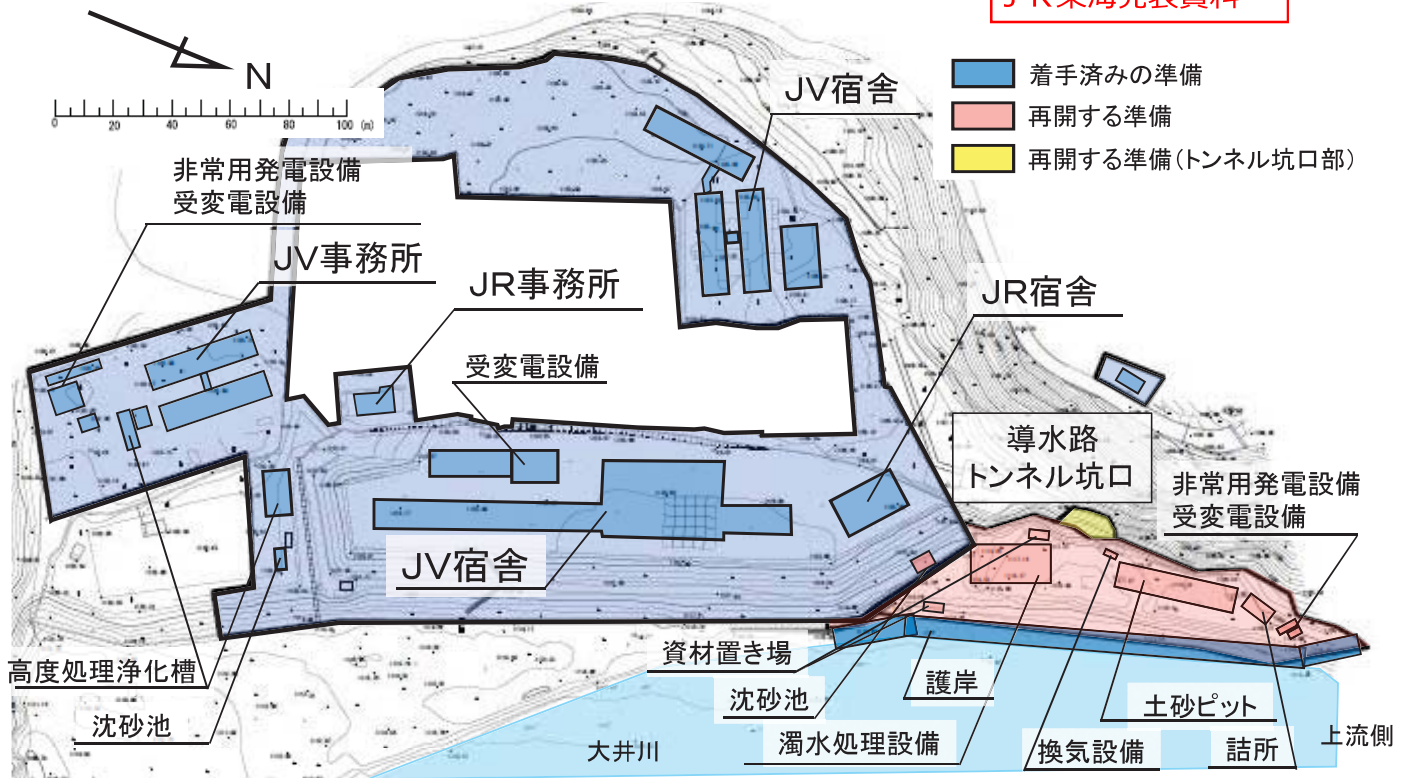 JR東海発表資料
N
0 20 40 60 80 100 (m)
着手済みの準備
再開する準備
再開する準備(トンネル坑口部)
JV宿舎
非常用発電設備
受変電設備
JV事務所
JR事務所
JR宿舎
受変電設備
導水路
トンネル坑口
非常用発電設備
受変電設備
JV宿舎
高度処理浄化槽
沈砂池
資材置き場
沈砂池
護岸
濁水処理設備
土砂ピット
換気設備
詰所
大井川
上流側